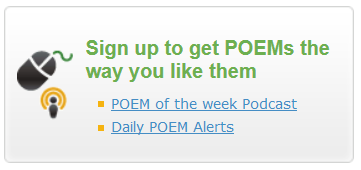 Sign up to get POEMs the
way you like them
POEM of the week Podcast
Daily POEM Alerts